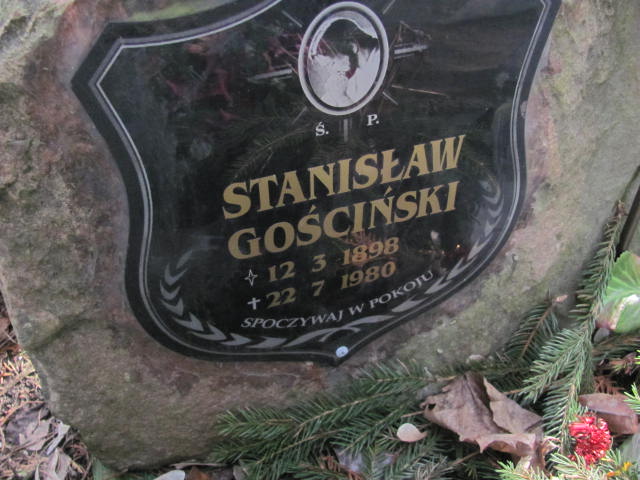 Ś. P.
STANISŁAW
GOŚCIŃSKI
12 3 1898
22 7 1980
SPOCZYWAJ W POKOJU